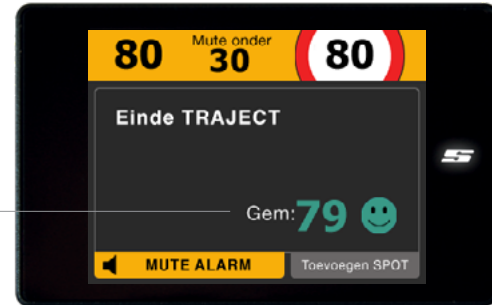 80 Mute onder 30 80
Einde TRAJECT
Gem: 79
MUTE ALARM Toevoegen SPOT
S